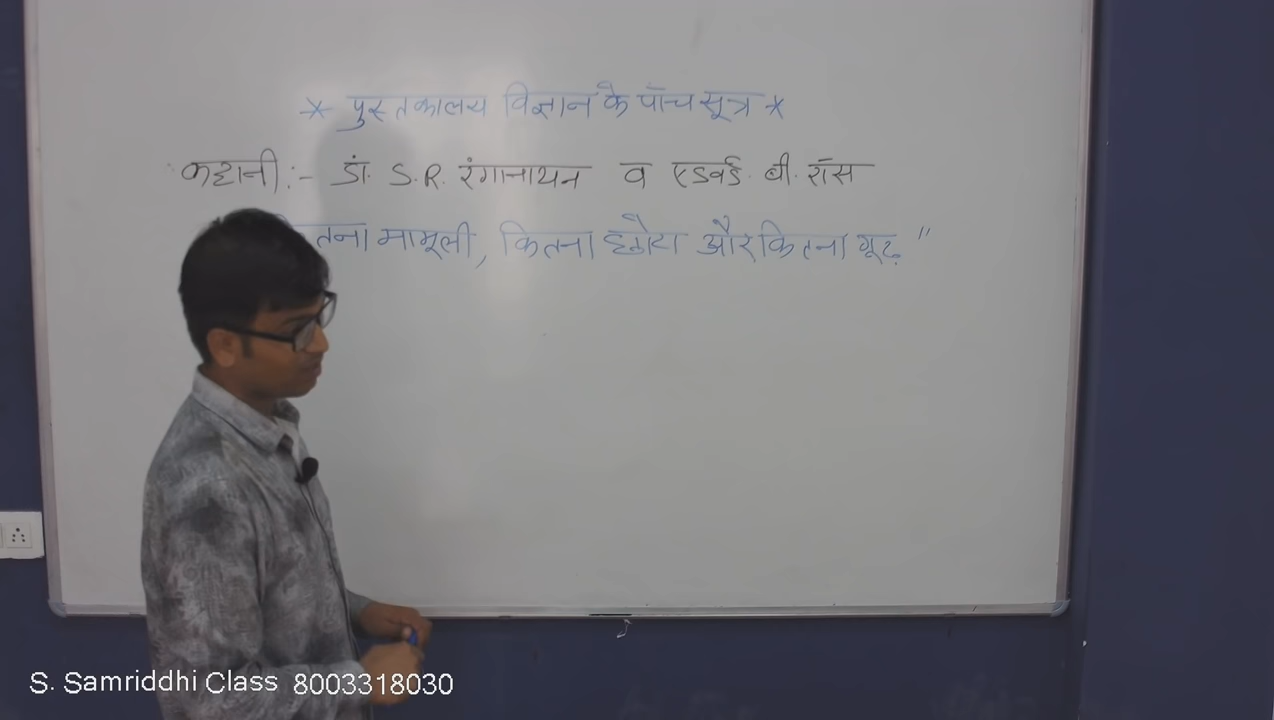 * पुस्तकालय विज्ञान के पाँच सूत्र *
कहानी :- डॉ. S.R. रंगानाथन व एडवर्ड बी. रॉस
तना मामूली, कितना छोटा और कितना गूढ़"
S. Samriddhi Class 8003318030